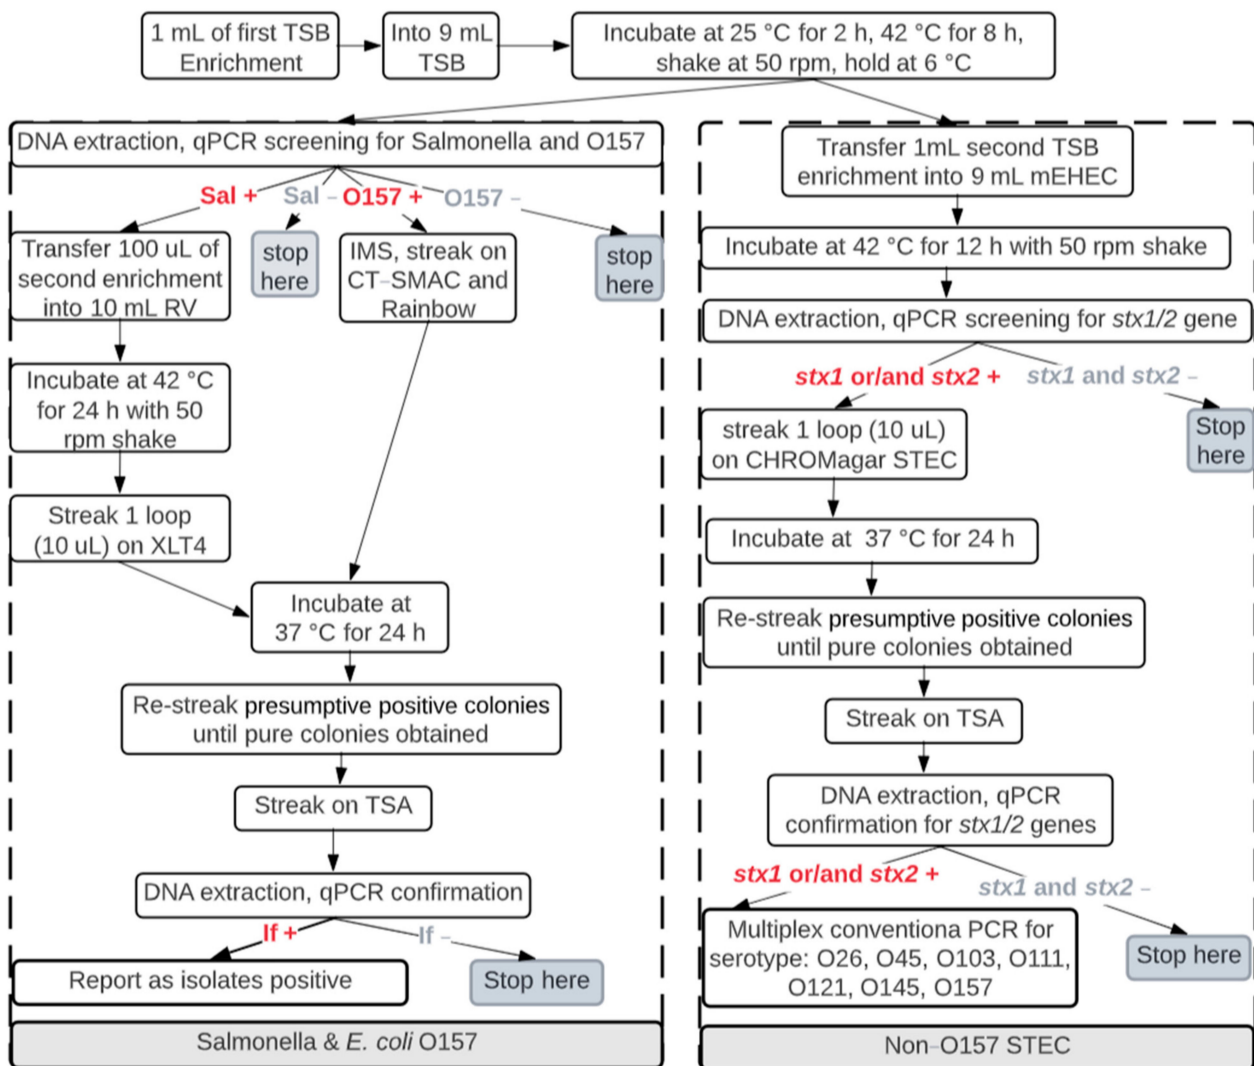 1 mL of first TSB
Enrichment
Into 9 mL
TSB
Incubate at 25 °C for 2 h, 42 °C for 8 h,
shake at 50 rpm, hold at 6 °C
DNA extraction, qPCR screening for Salmonella and O157
Sal +
Sal –
O157 +
O157 –
Transfer 100 uL of
second enrichment
into 10 mL RV
stop
here
IMS, streak on
CT–SMAC and
Rainbow
stop
here
Incubate at 42 °C
for 24 h with 50
rpm shake
Streak 1 loop
(10 uL) on XLT4
Incubate at
37 °C for 24 h
Re-streak presumptive positive colonies
until pure colonies obtained
Streak on TSA
DNA extraction, qPCR confirmation
If +
If –
Report as isolates positive
Stop here
Salmonella & E. coli O157
Transfer 1mL second TSB
enrichment into 9 mL mEHEC
Incubate at 42 °C for 12 h with 50 rpm shake
DNA extraction, qPCR screening for stx1/2 gene
stx1 or/and stx2 +
stx1 and stx2 –
streak 1 loop (10 uL)
on CHROMagar STEC
Stop
here
Incubate at 37 °C for 24 h
Re-streak presumptive positive colonies
until pure colonies obtained
Streak on TSA
DNA extraction, qPCR
confirmation for stx1/2 genes
stx1 or/and stx2 +
stx1 and stx2 –
Multiplex conventiona PCR for
serotype: O26, O45, O103, O111,
O121, O145, O157
Stop here
Non–O157 STEC